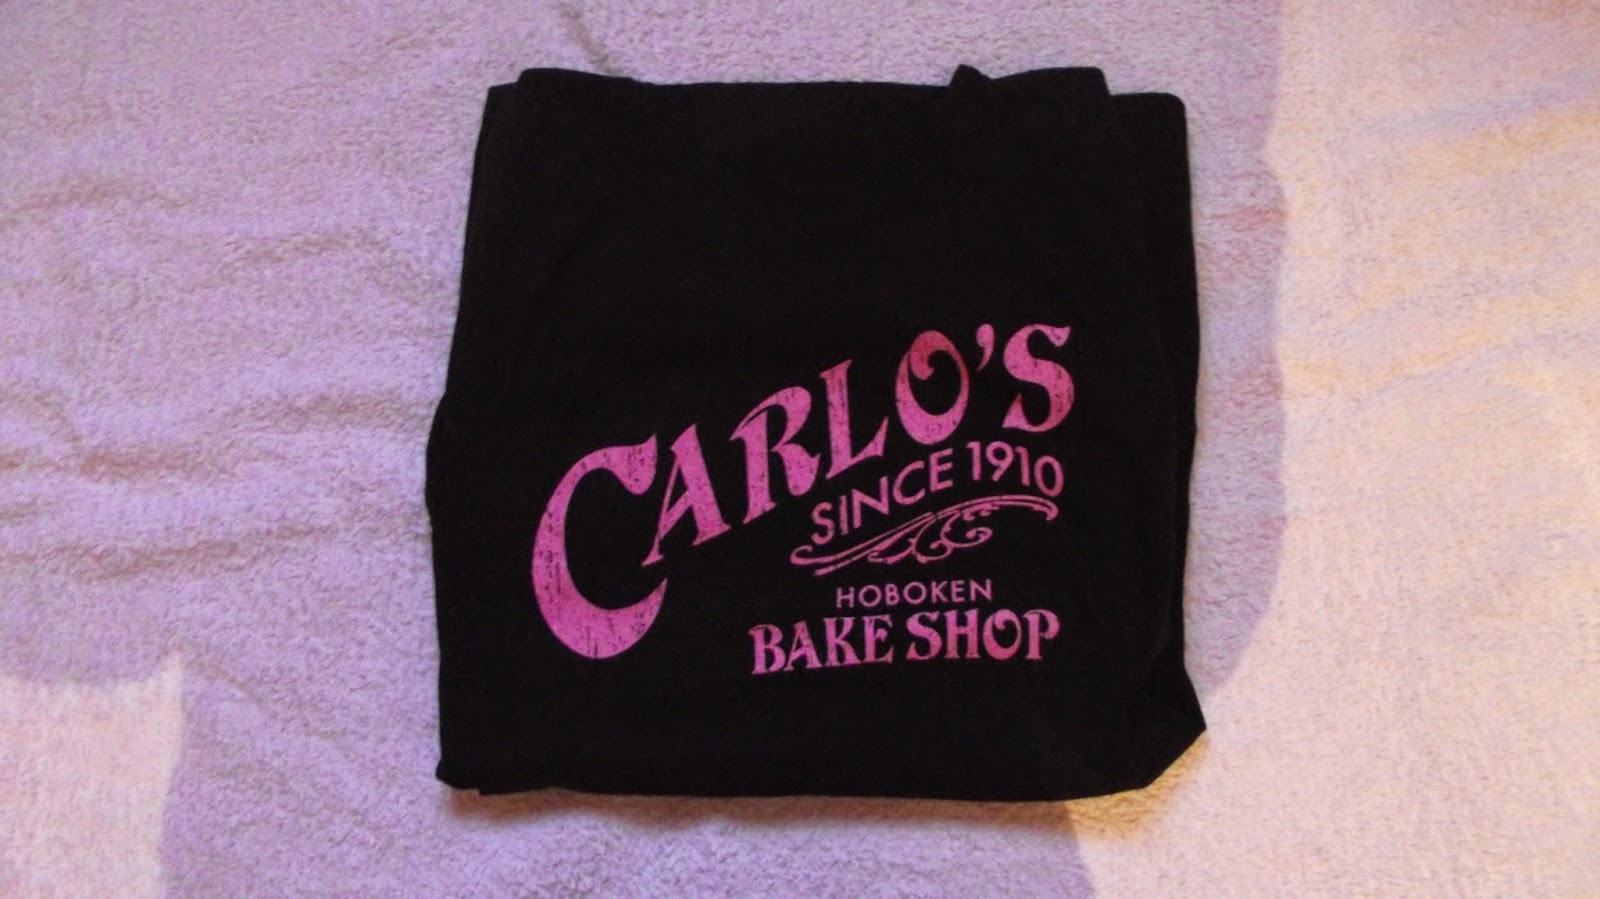 CARLO'S
SINCE 1910
HOBOKEN
BAKE SHOP